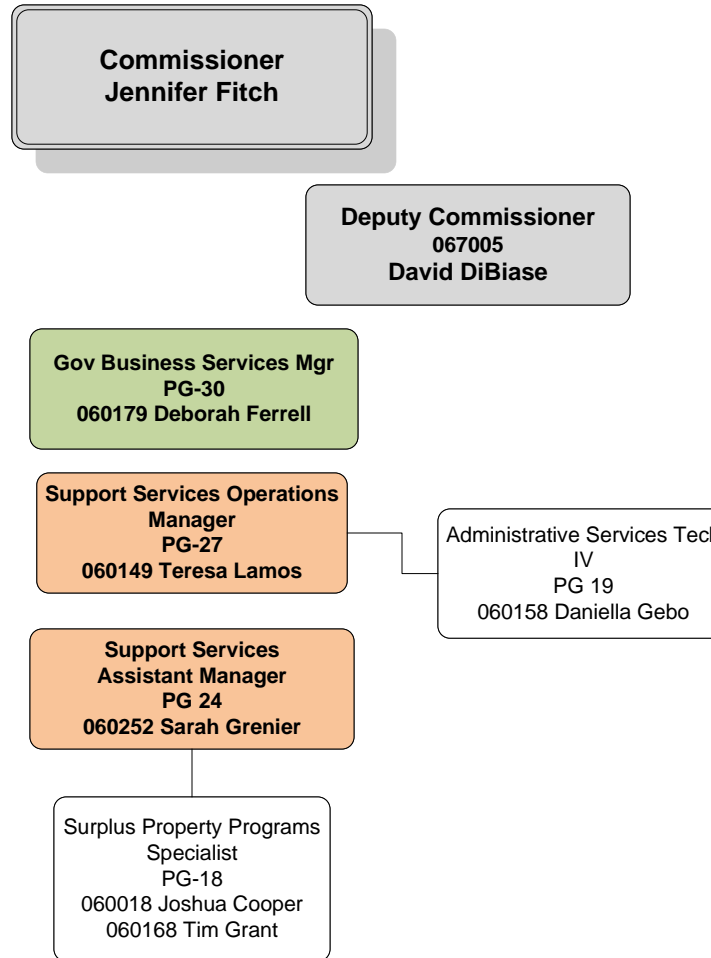 Commissioner
Jennifer Fitch
Deputy Commissioner
067005
David DiBiase
Gov Business Services Mgr
PG-30
060179 Deborah Ferrell
Support Services Operations
Manager
PG-27
060149 Teresa Lamos
Administrative Services Tech
IV
PG 19
060158 Daniella Gebo
Support Services
Assistant Manager
PG 24
060252 Sarah Grenier
Surplus Property Programs
Specialist
PG-18
060018 Joshua Cooper
060168 Tim Grant